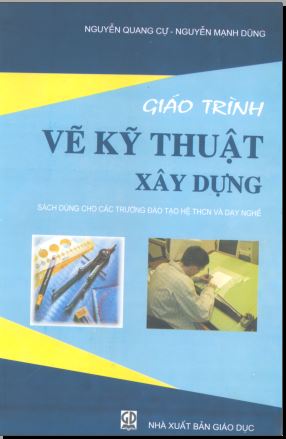 NGUYỄN QUANG CỰ - NGUYỄN MẠNH DŨNG
GIÁO TRÌNH
VẼ KỸ THUẬT
XÂY DỰNG
SÁCH DÙNG CHO CÁC TRƯỜNG ĐÀO TẠO HỆ THCN VÀ DẠY NGHỀ
NHÀ XUẤT BẢN GIÁO DỤC